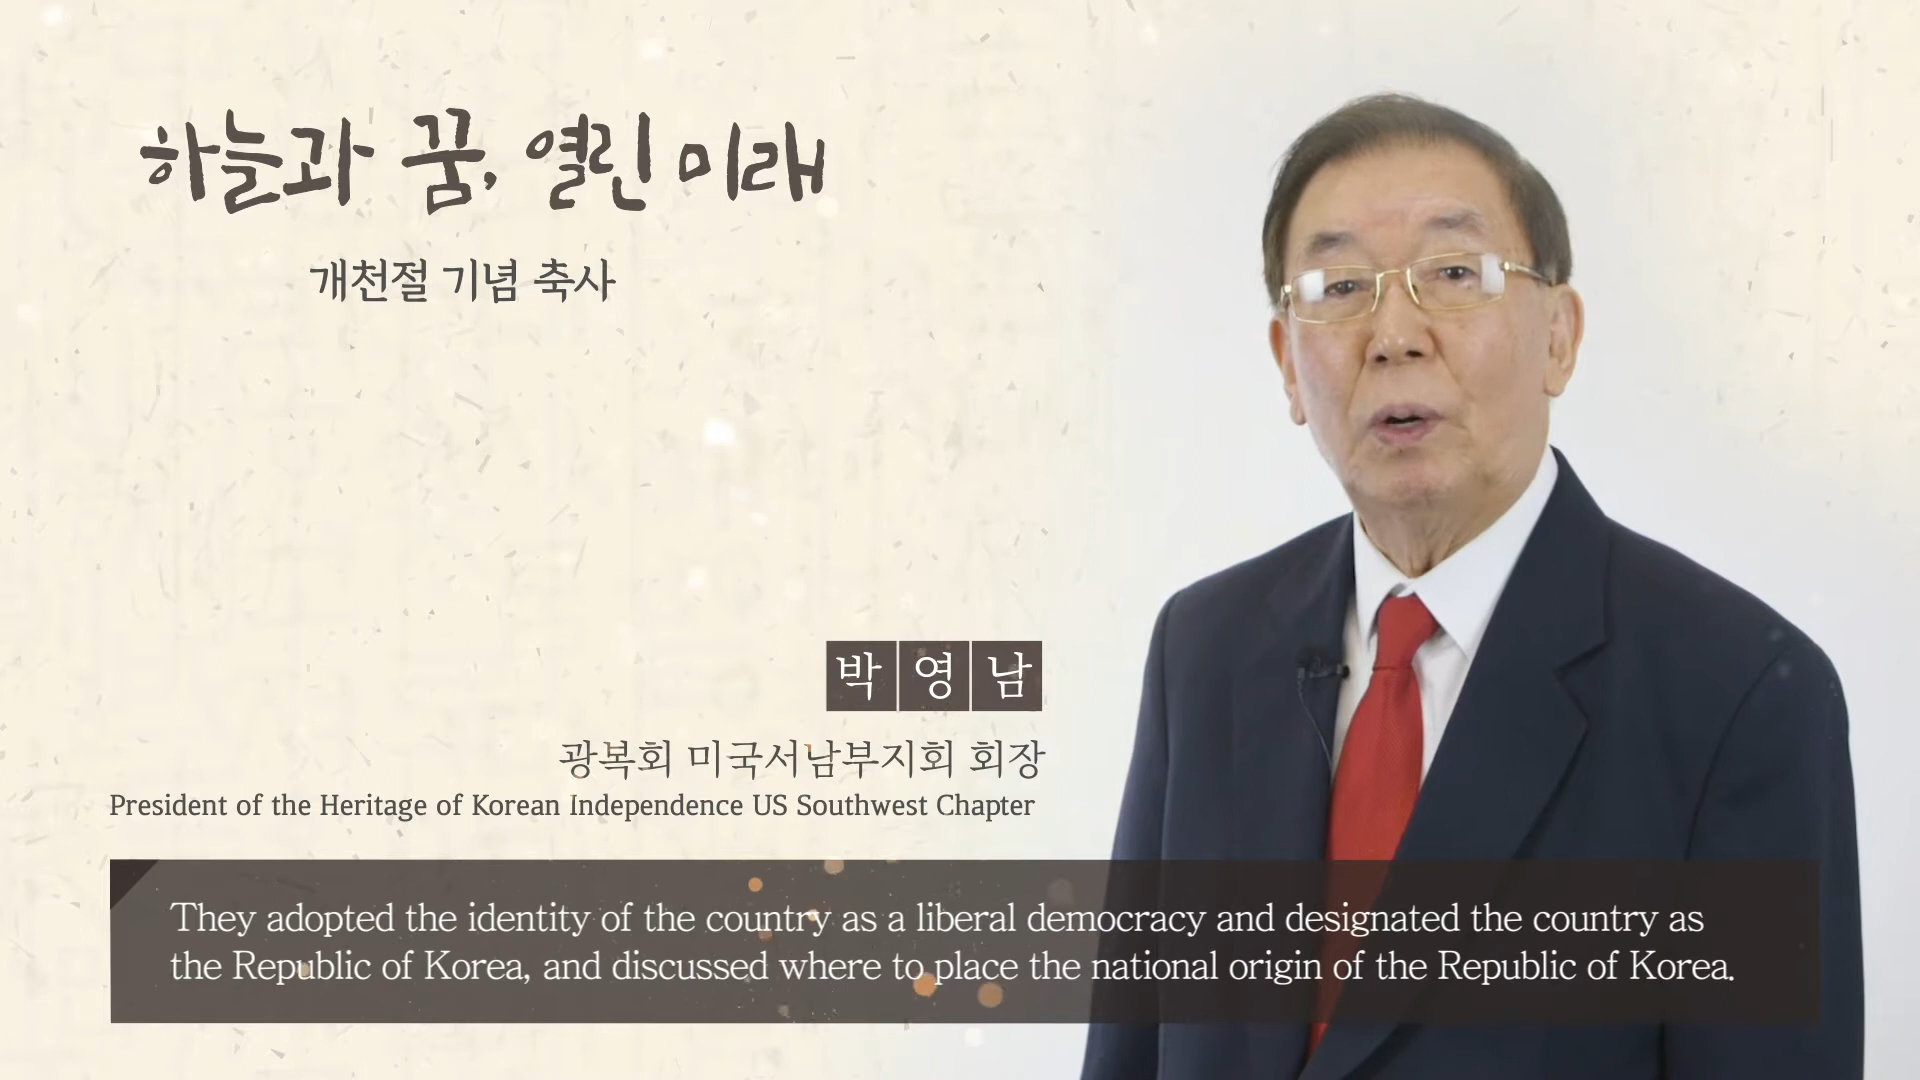 하늘과 꿈, 열린 미래
개천절 기념 축사
박영남
광복회 미국서남부지회 회장
President of the Heritage of Korean Independence US Southwest Chapter
They adopted the identity of the country as a liberal democracy and designated the country as
the Republic of Korea, and discussed where to place the national origin of the Republic of Korea.